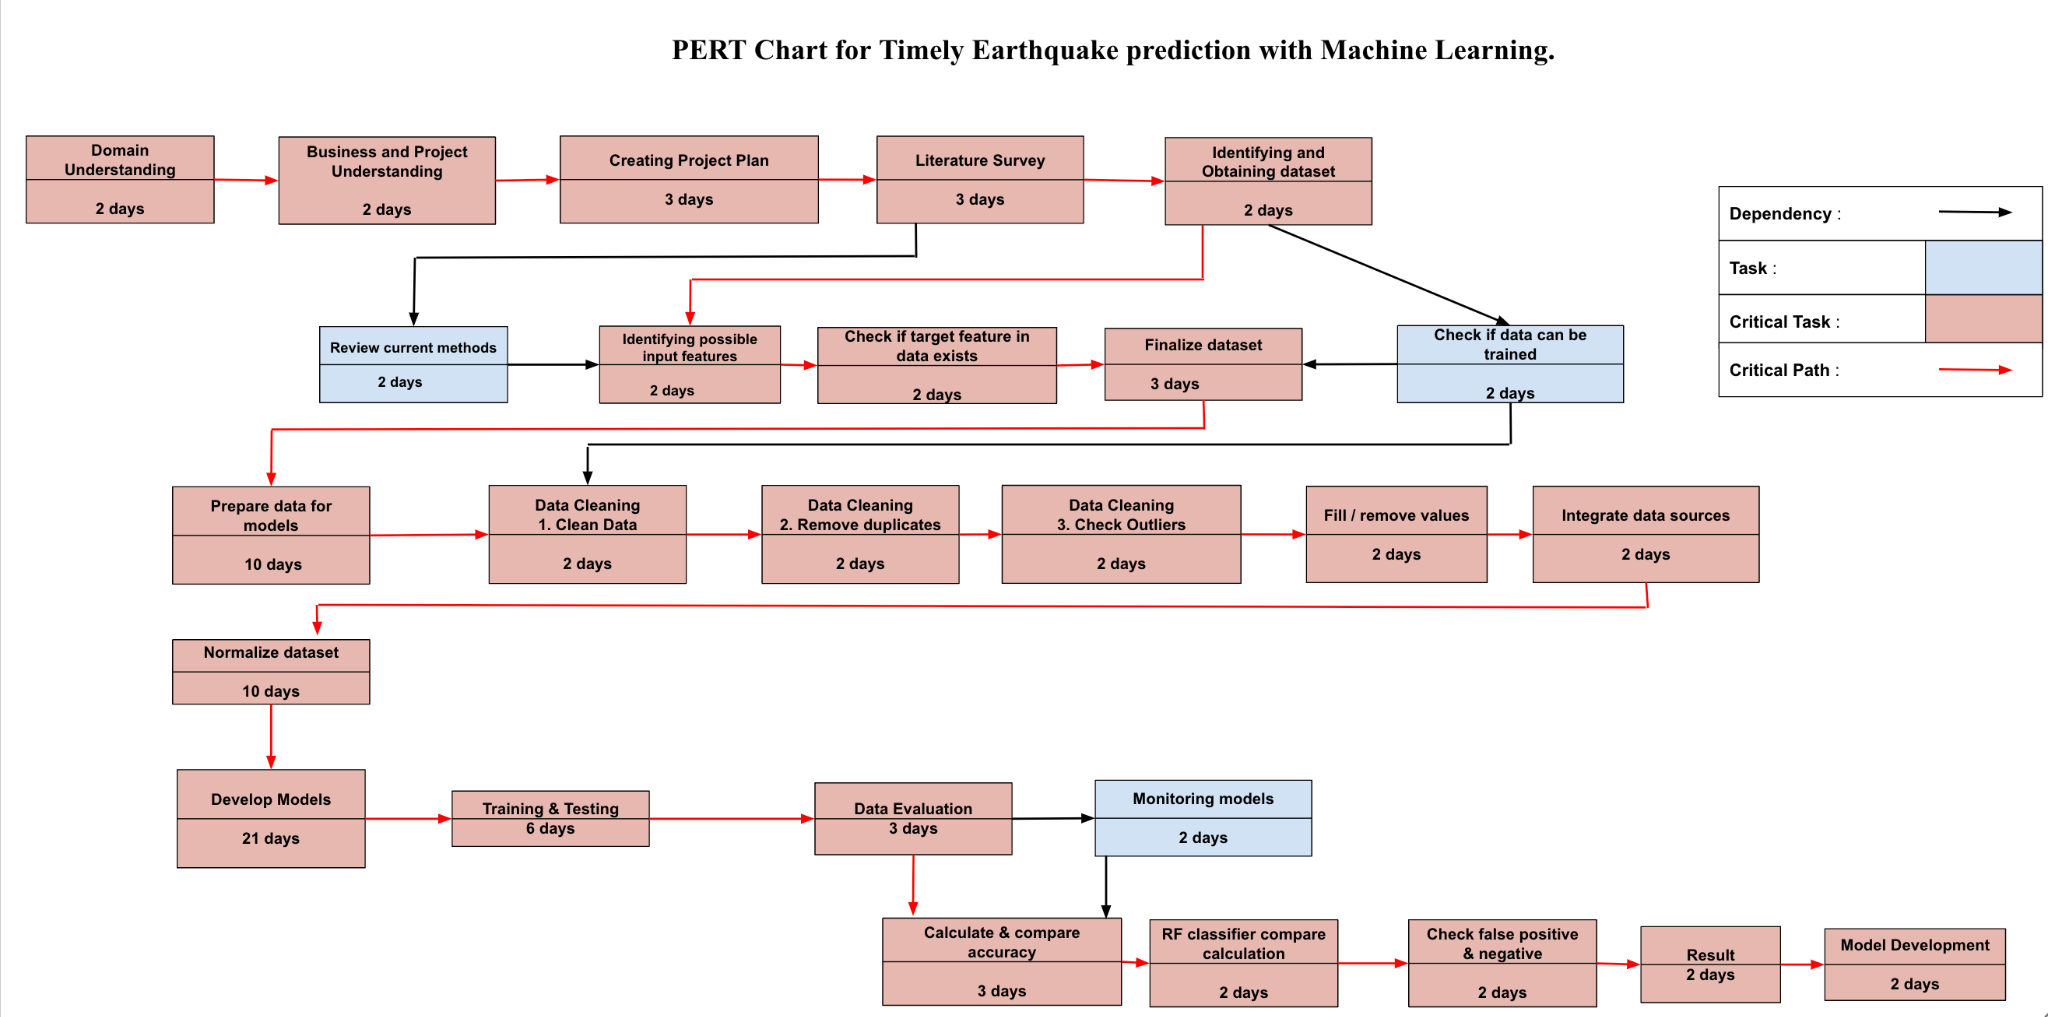 PERT Chart for Timely Earthquake prediction with Machine Learning.
Domain
Understanding
2 days
Business and Project
Understanding
2 days
Creating Project Plan
3 days
Literature Survey
3 days
Identifying and
Obtaining dataset
2 days
Dependency :
Task :
Critical Task :
Critical Path :
Review current methods
2 days
Identifying possible
input features
2 days
Check if target feature in
data exists
2 days
Finalize dataset
3 days
Check if data can be
trained
2 days
Prepare data for
models
10 days
Data Cleaning
1. Clean Data
2 days
Data Cleaning
2. Remove duplicates
2 days
Data Cleaning
3. Check Outliers
2 days
Fill / remove values
2 days
Integrate data sources
2 days
Normalize dataset
10 days
Develop Models
21 days
Training & Testing
6 days
Data Evaluation
3 days
Monitoring models
2 days
Calculate & compare
accuracy
3 days
RF classifier compare
calculation
2 days
Check false positive
& negative
2 days
Result
2 days
Model Development
2 days